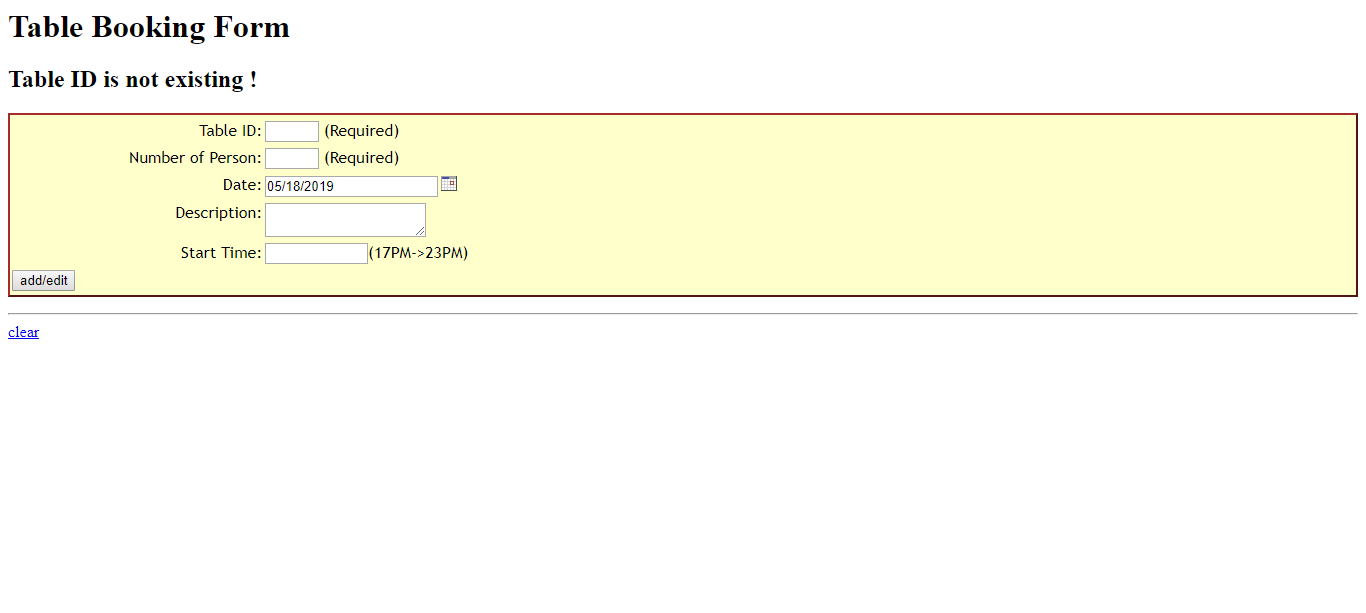 Table Booking Form
Table ID is not existing !
Table ID: (Required)
Number of Person: (Required)
Date: 05/18/2019
Description:
Start Time: (17PM->23PM)
add/edit
clear